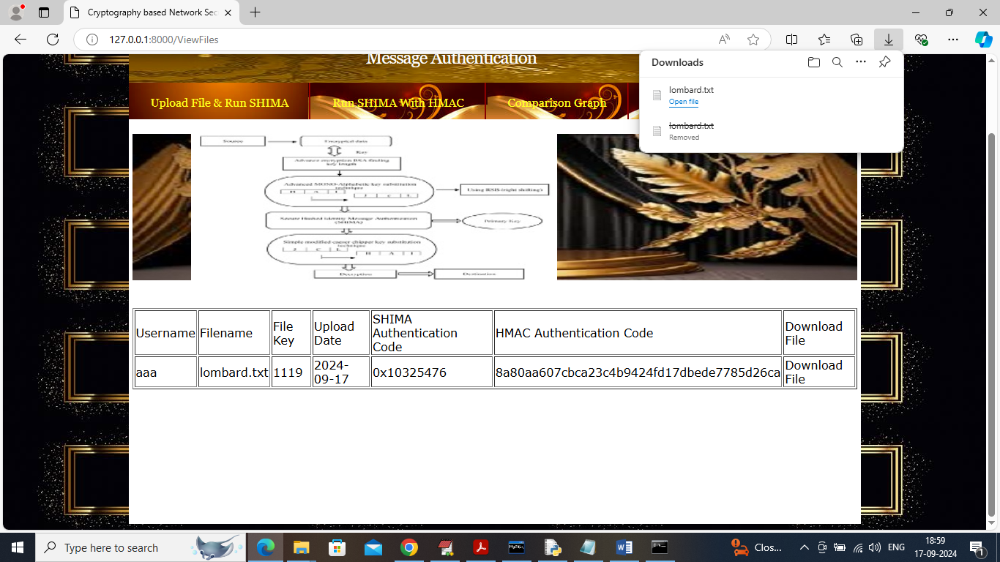 Cryptography based Network Sec
127.0.0.1:8000/ViewFiles
Downloads
lombard.txt
Open file
lombard.txt
Removed
Message Authentication
Upload File & Run SHIMA
Run SHIMA With HMAC
Comparison Graph
Source
Encrypted data
Key
Advance encryption RSA finding
key length
Advanced MONO-Alphabetic key substitution
technique
H A I
J C L
Using RSB(right shifting)
Secure Hashed Identity Message Authentication
(SHIMA)
Primary Key
Simple modified caeser chipper key substitution
technique
J C L
H A I
Decryption
Destination
Username
Filename
File
Key
Upload
Date
SHIMA
Authentication
Code
HMAC Authentication Code
Download
File
aaa
lombard.txt
1119
2024-
09-17
0x10325476
8a80aa607cbca23c4b9424fd17dbede7785d26ca
Download
File
Type here to search
Clos...
ENG
18:59
17-09-2024
1